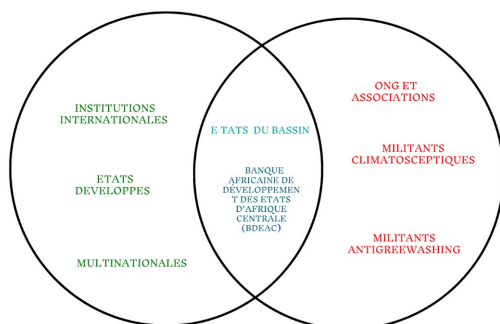 INSTITUTIONS
INTERNATIONALES
ETATS
DEVELOPPES
MULTINATIONALES
E TATS DU BASSIN
BANQUE
AFRICAINE DE
DÉVELOPPEMEN
T DES ETATS
D'AFRIQUE
CENTRALE
(BDEAC)
ONG ET
ASSOCIATIONS
MILITANTS
CLIMATOSCEPTIQUES
MILITANTS
ANTIGREEWASHING